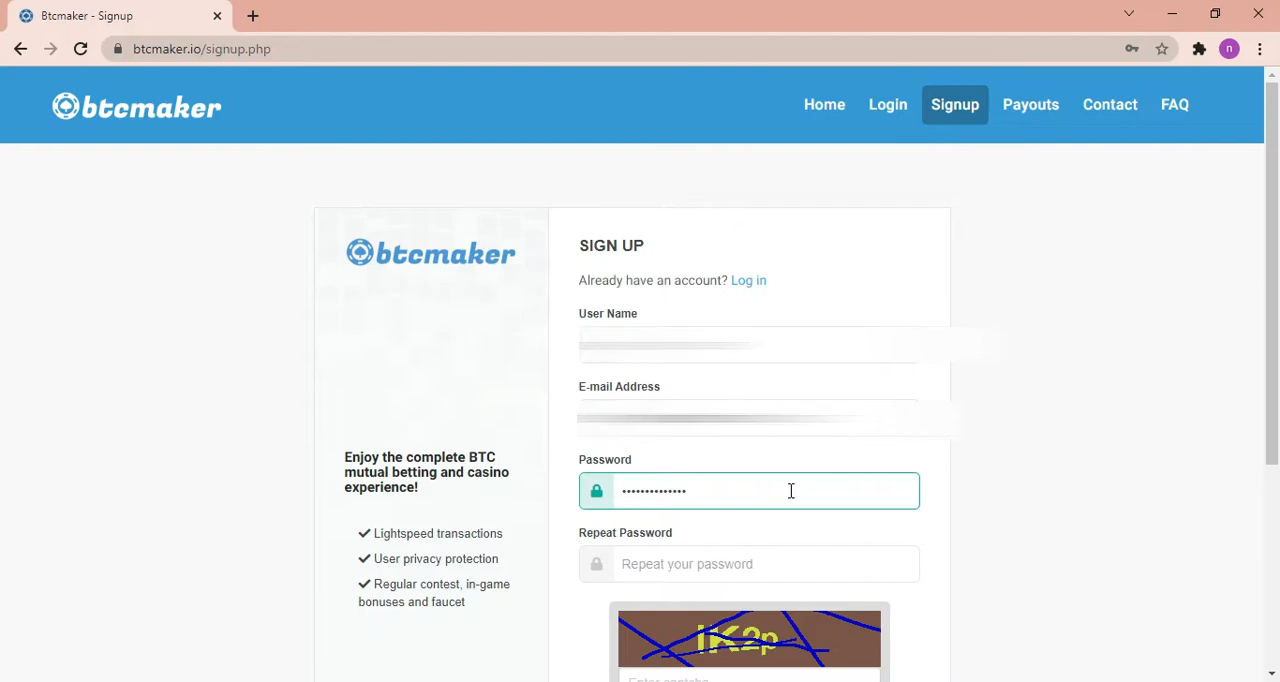 Btcmaker - Signup
btcmaker.io/signup.php
n
btcmaker
Home Login Signup Payouts Contact FAQ
btcmaker
Enjoy the complete BTC
mutual betting and casino
experience!
Lightspeed transactions
User privacy protection
Regular contest, in-game
bonuses and faucet
SIGN UP
Already have an account? Log in
User Name
E-mail Address
Password
••••••••••••••
Repeat Password
Repeat your password
Enter captcha